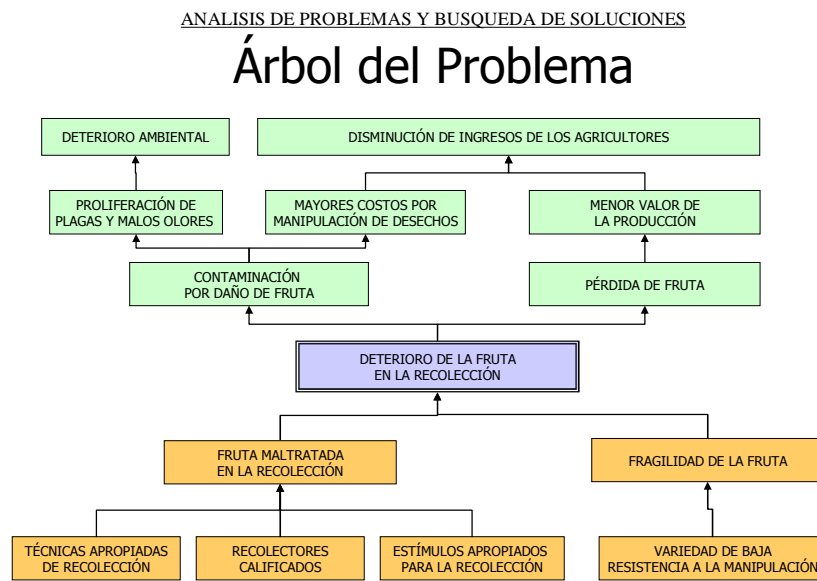 ANALISIS DE PROBLEMAS Y BUSQUEDA DE SOLUCIONES
Árbol del Problema
DETERIORO AMBIENTAL
DISMINUCIÓN DE INGRESOS DE LOS AGRICULTORES
PROLIFERACIÓN DE
PLAGAS Y MALOS OLORES
MAYORES COSTOS POR
MANIPULACIÓN DE DESECHOS
MENOR VALOR DE
LA PRODUCCIÓN
CONTAMINACIÓN
POR DAÑO DE FRUTA
PÉRDIDA DE FRUTA
DETERIORO DE LA FRUTA
EN LA RECOLECCIÓN
FRUTA MALTRATADA
EN LA RECOLECCIÓN
FRAGILIDAD DE LA FRUTA
TÉCNICAS APROPIADAS
DE RECOLECCIÓN
RECOLECTORES
CALIFICADOS
ESTÍMULOS APROPIADOS
PARA LA RECOLECCIÓN
VARIEDAD DE BAJA
RESISTENCIA A LA MANIPULACIÓN